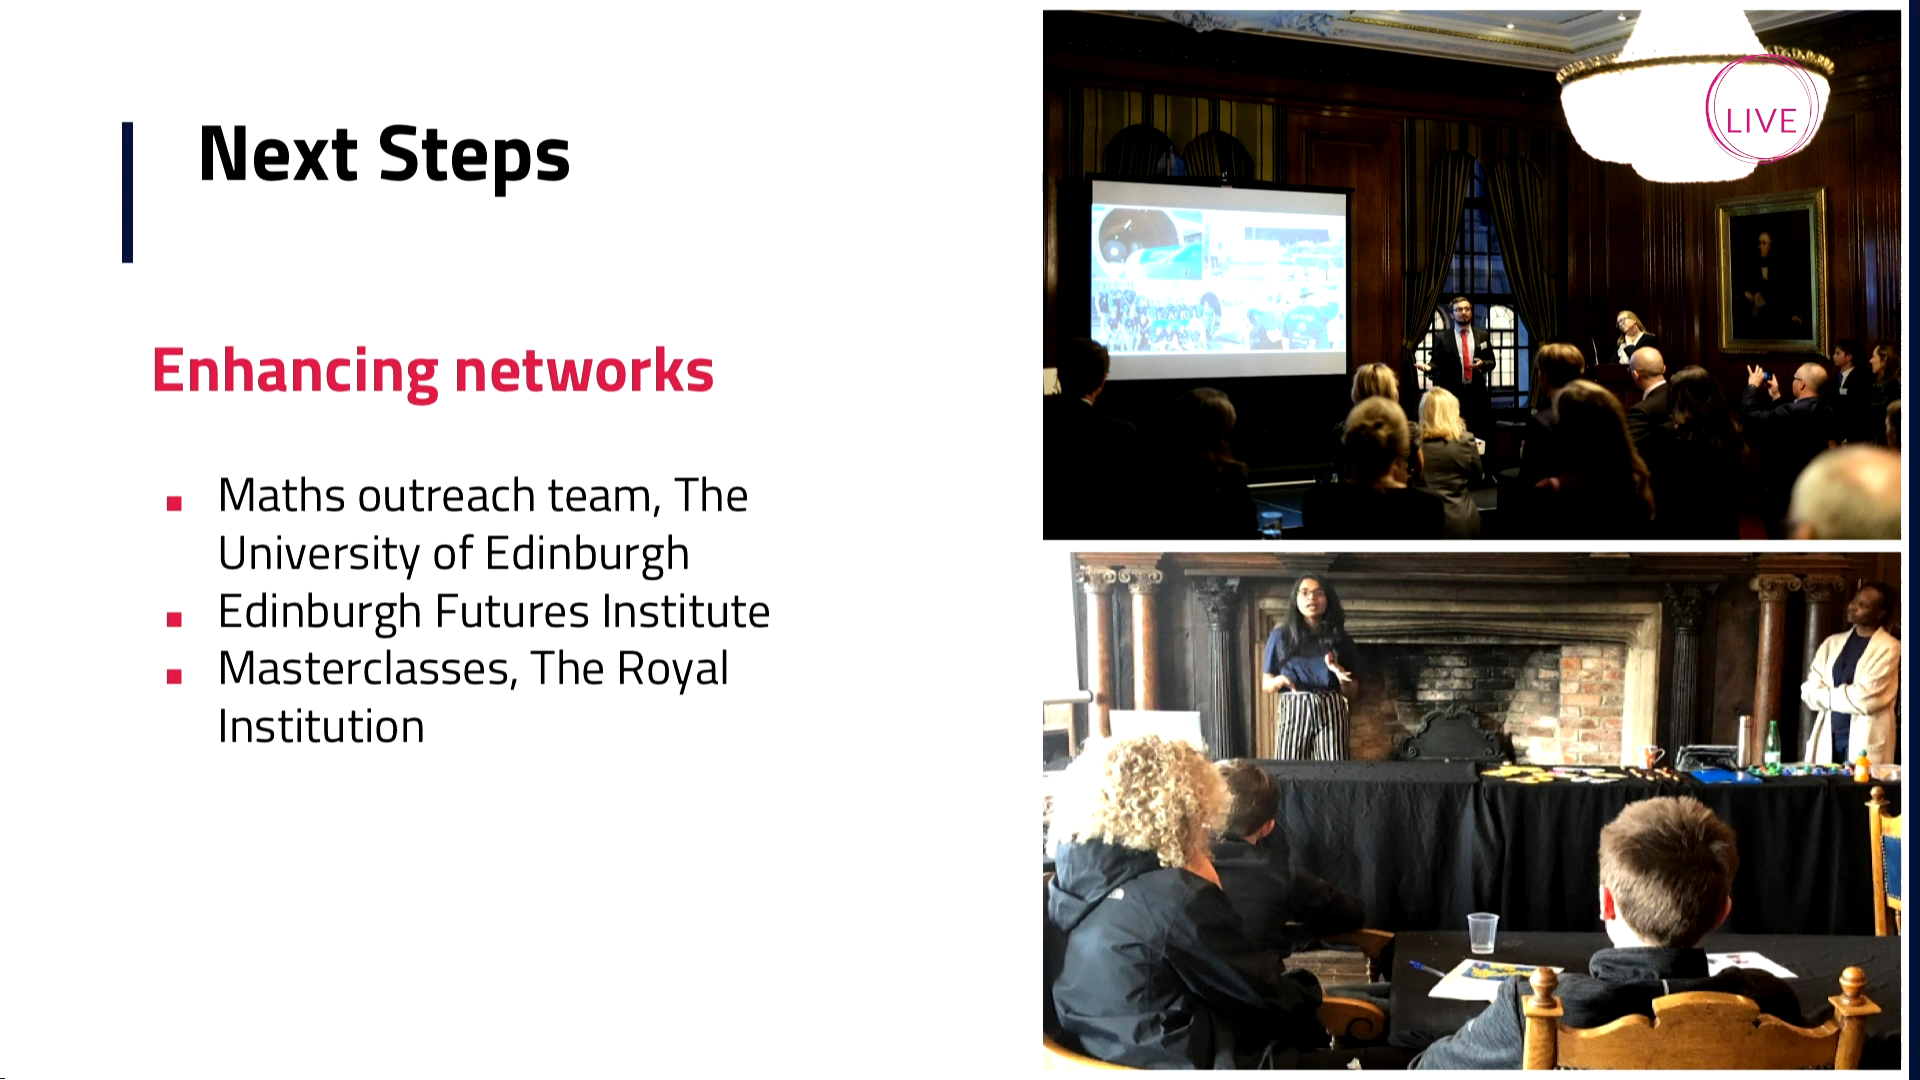 Next Steps
Enhancing networks
Maths outreach team, The
University of Edinburgh
Edinburgh Futures Institute
Masterclasses, The Royal
Institution
LIVE